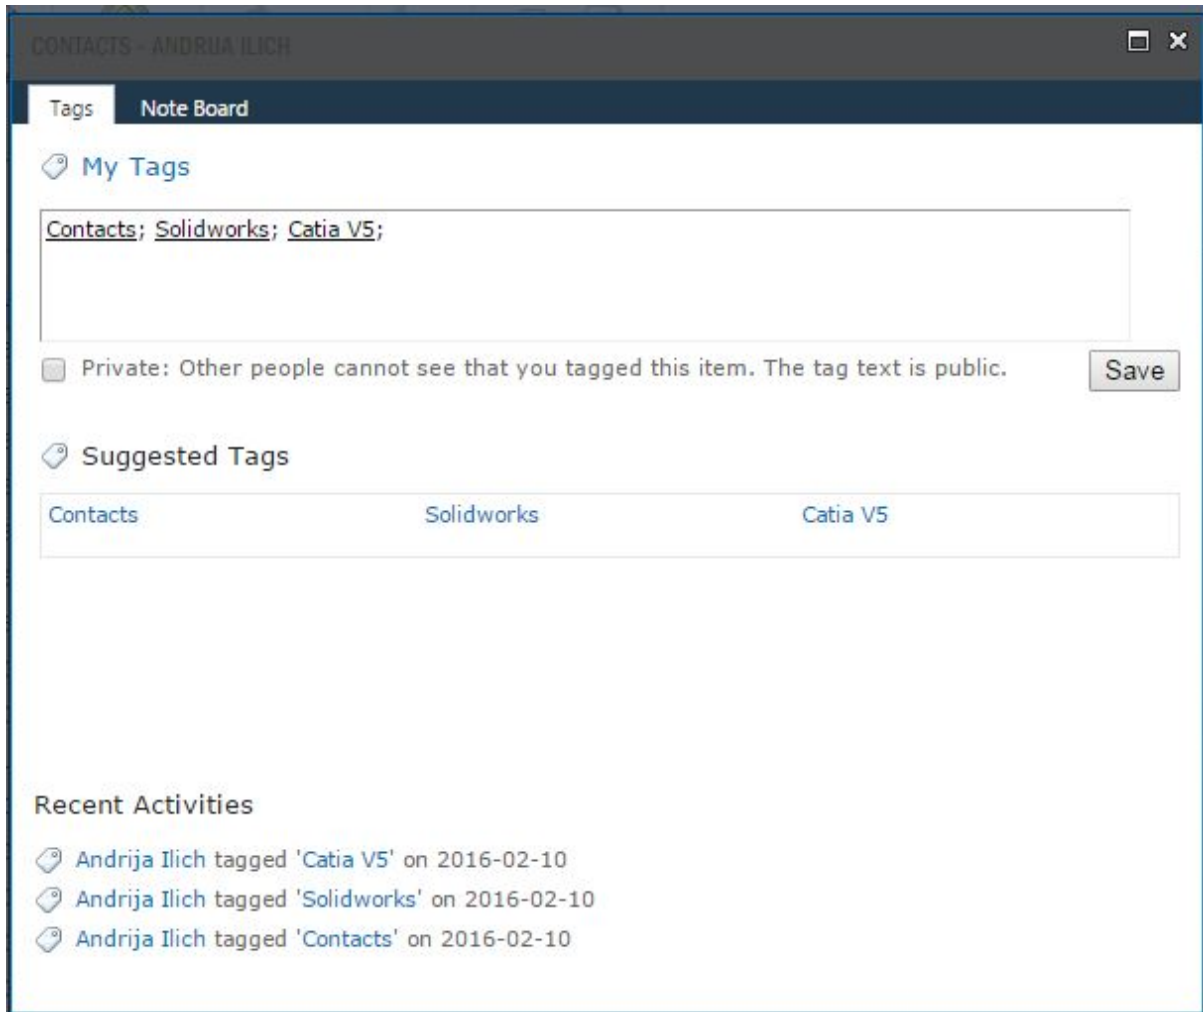 CONTACTS - ANDRIJA ILICH
Tags Note Board
My Tags
Contacts; Solidworks; Catia V5;
Private: Other people cannot see that you tagged this item. The tag text is public. Save
Suggested Tags
Contacts Solidworks Catia V5
Recent Activities
Andrija Ilich tagged 'Catia V5' on 2016-02-10
Andrija Ilich tagged 'Solidworks' on 2016-02-10
Andrija Ilich tagged 'Contacts' on 2016-02-10